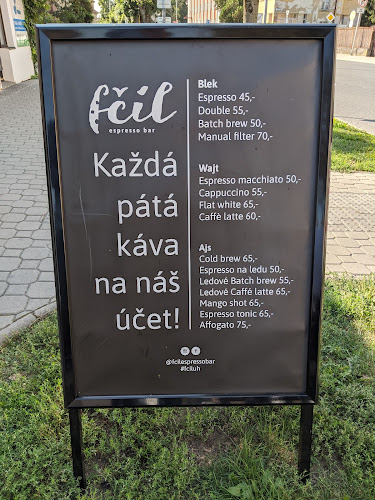 fčil
espresso bar
Každá
pátá
káva
na náš
účet!
Blek
Espresso 45,-
Double 55,-
Batch brew 50,-
Manual filter 70,-
Wajt
Espresso macchiato 50,-
Cappuccino 55,-
Flat white 65,-
Caffè latte 60,-
Ajs
Cold brew 65,-
Espresso na ledu 50,-
Ledové Batch brew 55,-
Ledové Caffé latte 65,-
Mango shot 65,-
Espresso tonic 65,-
Affogato 75,-
@fcilespressobar
#fciluh